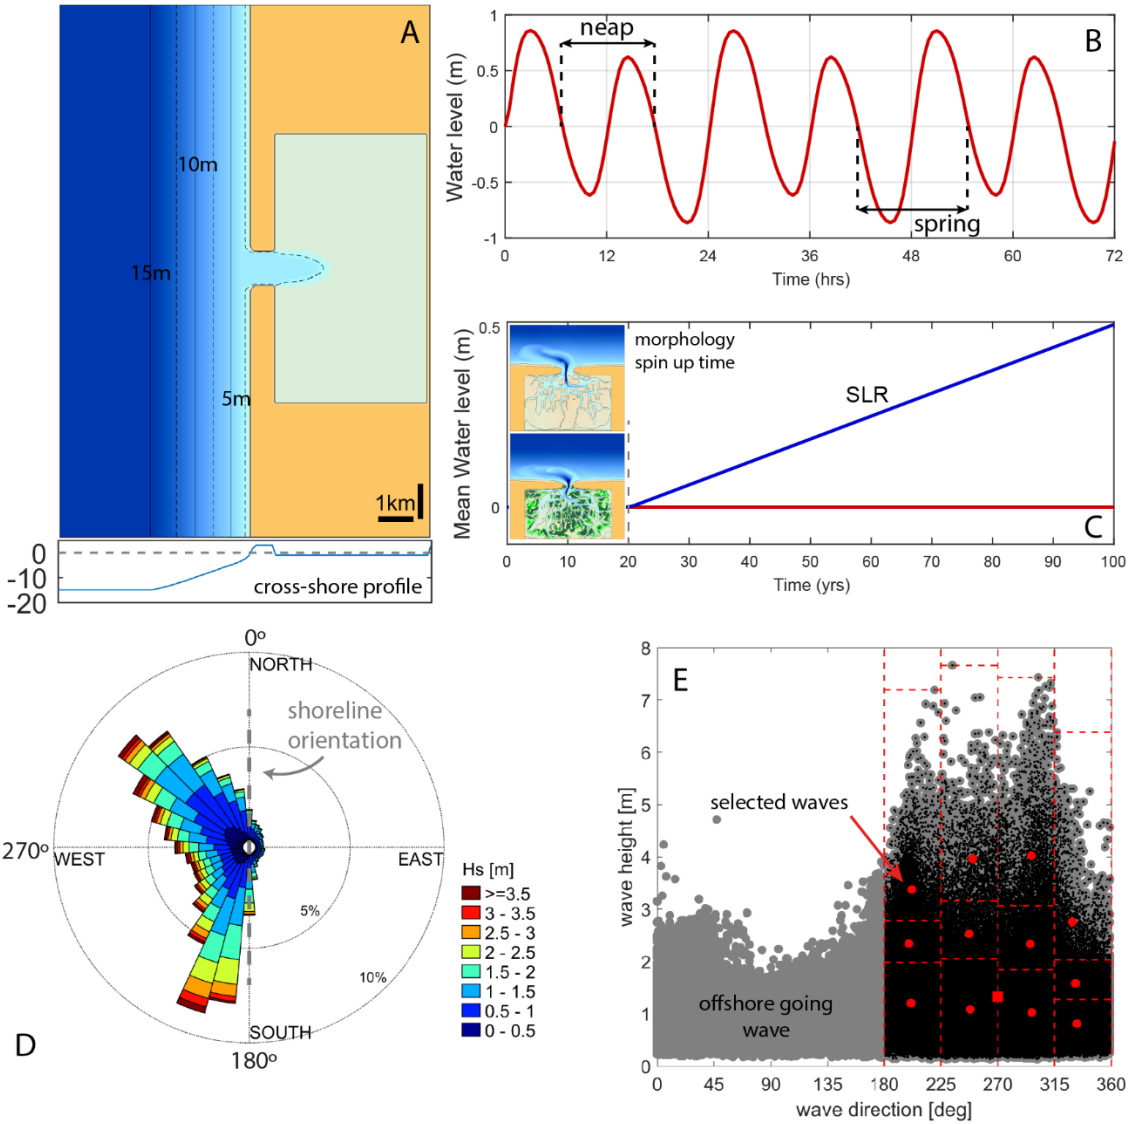 A
10m
15m
5m
1km
0
-10
-20
cross-shore profile
B
neap
spring
Water level (m)
1
0.5
0
-0.5
-1
0 12 24 36 48 60 72
Time (hrs)
C
morphology
spin up time
SLR
Mean Water level (m)
0.5
0
0 10 20 30 40 50 60 70 80 90 100
Time (yrs)
D
0º
NORTH
shoreline
orientation
270º
WEST
EAST
5%
10%
SOUTH
180º
Hs [m]
>=3.5
3 - 3.5
2.5 - 3
2 - 2.5
1.5 - 2
1 - 1.5
0.5 - 1
0 - 0.5
E
selected waves
offshore going
wave
wave height [m]
8
7
6
5
4
3
2
1
0
0 45 90 135 180 225 270 315 360
wave direction [deg]